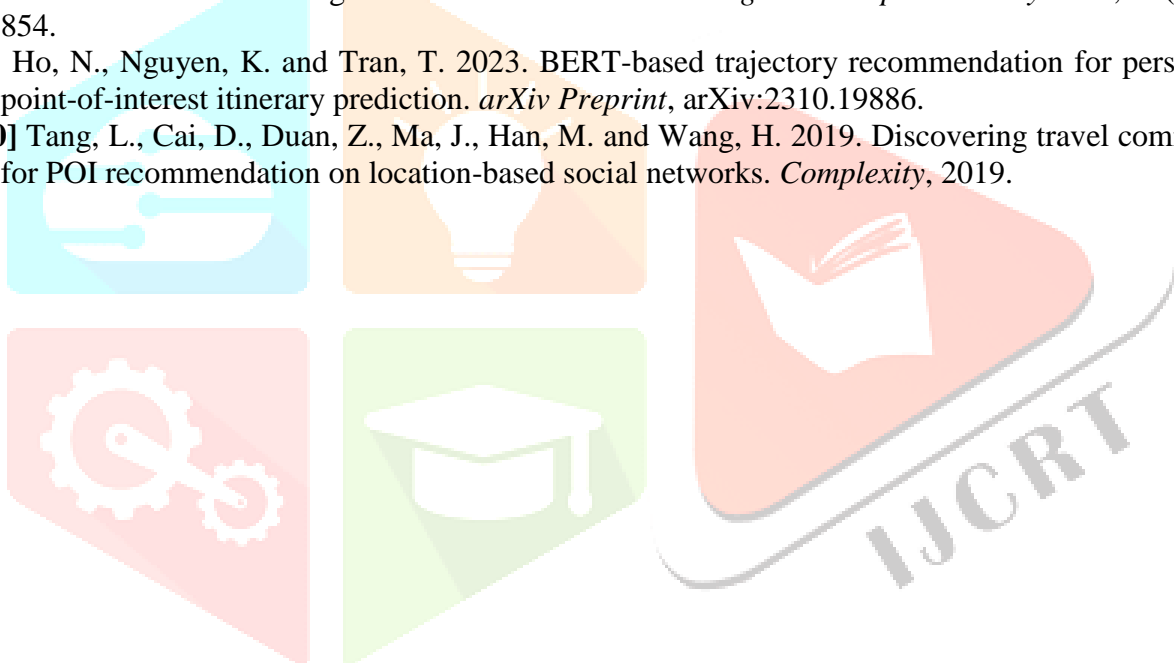 854.
Ho, N., Nguyen, K. and Tran, T. 2023. BERT-based trajectory recommendation for pers
point-of-interest itinerary prediction. arXiv Preprint, arXiv:2310.19886.
0] Tang, L., Cai, D., Duan, Z., Ma, J., Han, M. and Wang, H. 2019. Discovering travel com
for POI recommendation on location-based social networks. Complexity, 2019.
IJCRT